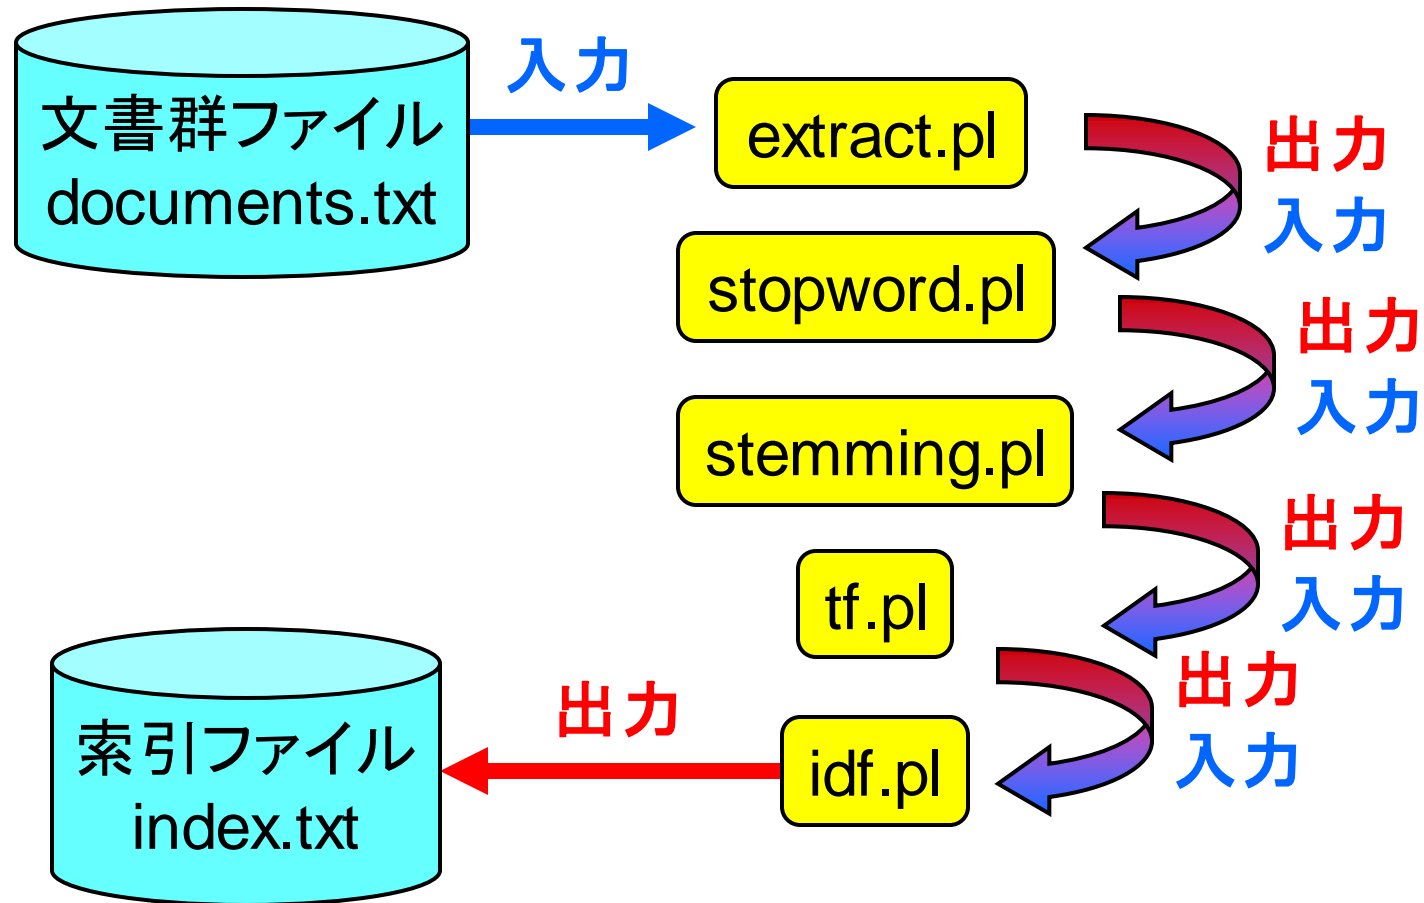 文書群ファイル
documents.txt
入力
extract.pl
出力
入力
stopword.pl
出力
入力
stemming.pl
出力
入力
tf.pl
出力
入力
idf.pl
出力
索引ファイル
index.txt